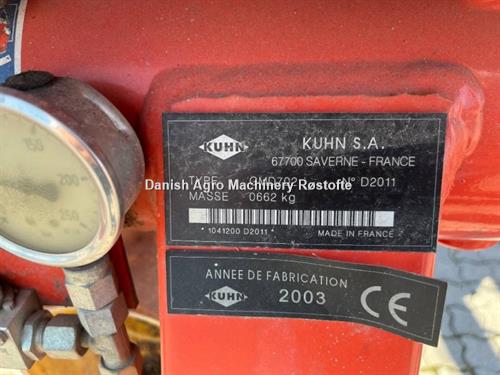 KUHN
KUHN S.A.
67700 SAVERNE - FRANCE
TYPE GMD702 N° D2011
Danish Agro Machinery Røstofte
MASSE 0662 kg
1041200 D2011 MADE IN FRANCE
ANNEE DE FABRICATION
KUHN 2003 CE
150
200
250